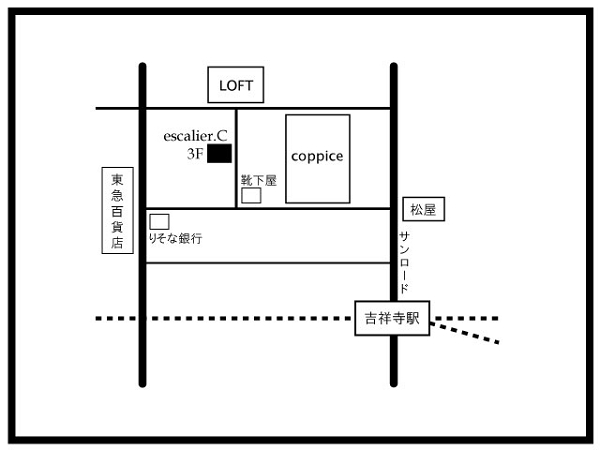 LOFT
escalier.C
3F
coppice
靴下屋
東急百貨店
松屋
りそな銀行
サンロード
吉祥寺駅